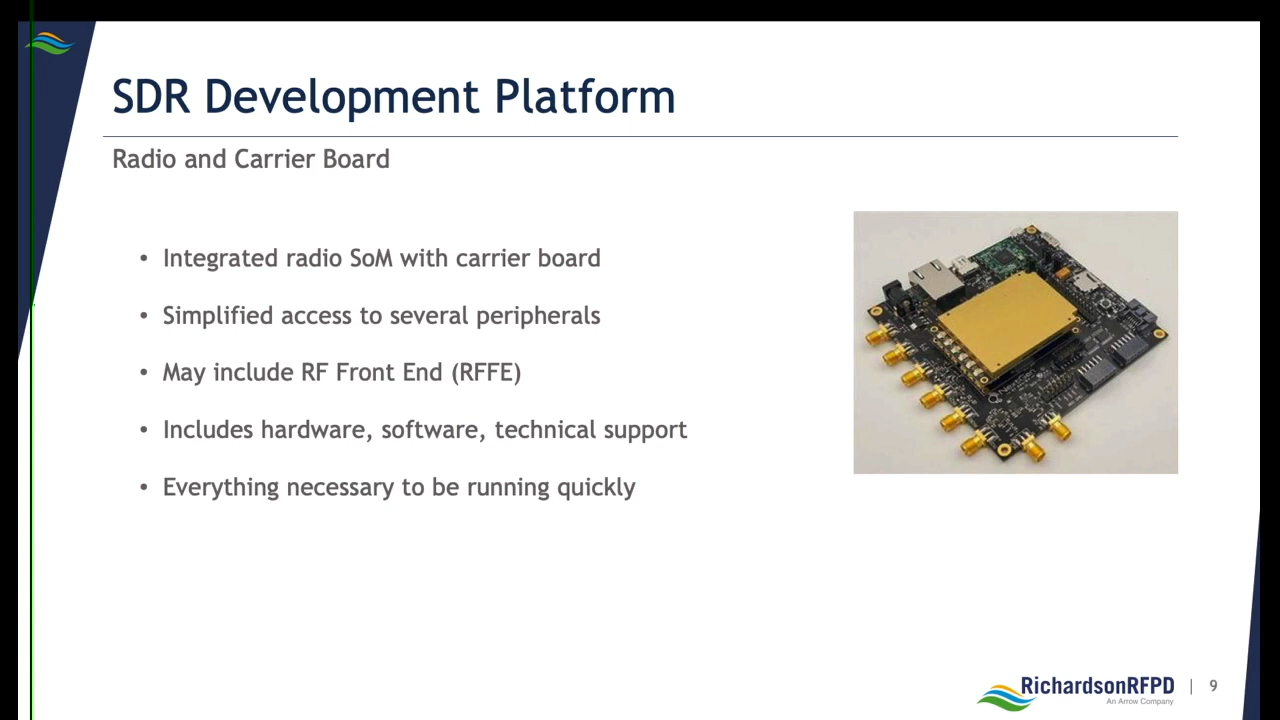 SDR Development Platform
Radio and Carrier Board
• Integrated radio SoM with carrier board
• Simplified access to several peripherals
• May include RF Front End (RFFE)
• Includes hardware, software, technical support
• Everything necessary to be running quickly
RichardsonRFPD | 9
An Arrow Company